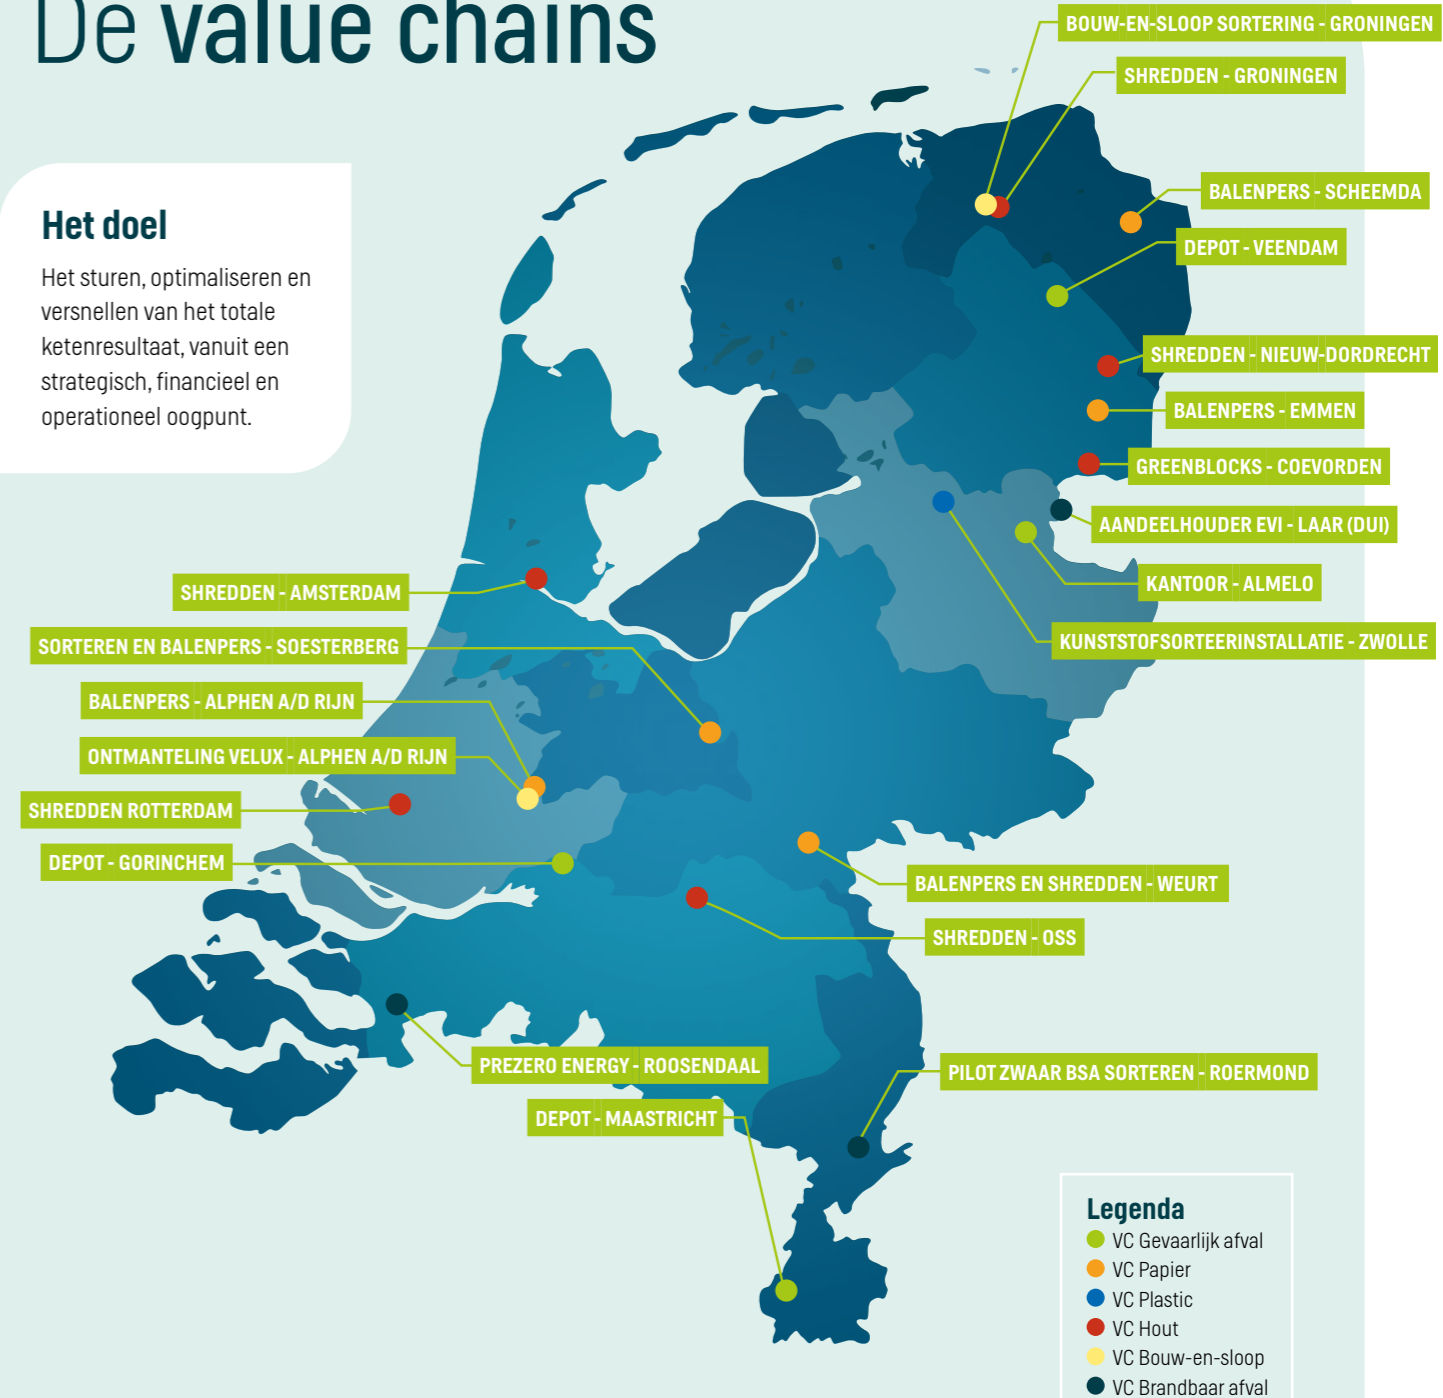 De value chains
Het doel
Het sturen, optimaliseren en
versnellen van het totale
ketenresultaat, vanuit een
strategisch, financieel en
operationeel oogpunt.
BOUW-EN-SLOOP SORTERING - GRONINGEN
SHREDDEN - GRONINGEN
BALENPERS - SCHEEMDA
DEPOT - VEENDAM
SHREDDEN - NIEUW-DORDRECHT
BALENPERS - EMMEN
GREENBLOCKS - COEVORDEN
AANDEELHOUDER EVI - LAAR (DUI)
KANTOOR - ALMELO
KUNSTSTOFSORTEERINSTALLATIE - ZWOLLE
SHREDDEN - AMSTERDAM
SORTEREN EN BALENPERS - SOESTERBERG
BALENPERS - ALPHEN A/D RIJN
ONTMANTELING VELUX - ALPHEN A/D RIJN
SHREDDEN ROTTERDAM
DEPOT - GORINCHEM
BALENPERS EN SHREDDEN - WEURT
SHREDDEN - OSS
PREZERO ENERGY - ROOSENDAAL
PILOT ZWAAR BSA SORTEREN - ROERMOND
DEPOT - MAASTRICHT
Legenda
VC Gevaarlijk afval
VC Papier
VC Plastic
VC Hout
VC Bouw-en-sloop
VC Brandbaar afval